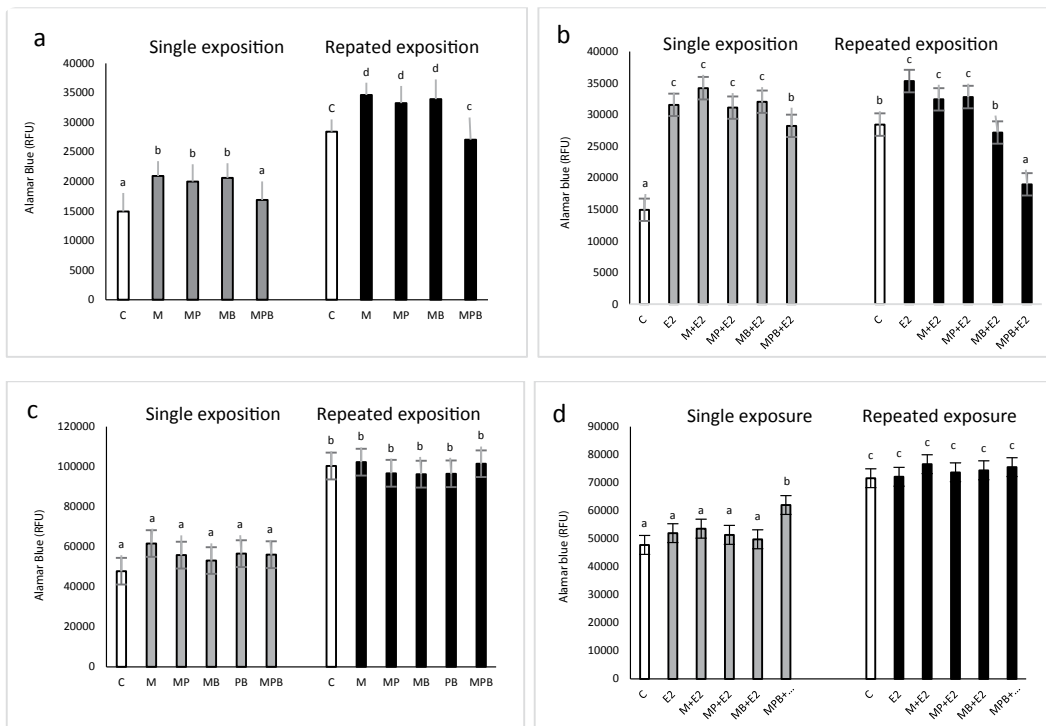 a
Single exposition Repated exposition
40000
35000
30000
25000
20000
15000
10000
5000
0
Alamar Blue (RFU)
a b b b a C d d d c
C M MP MB MPB C M MP MB MPB
b
Single exposition Repeated exposition
40000
35000
30000
25000
20000
15000
10000
5000
0
Alamar blue (RFU)
a c c c c b b c c c b a
C E2 M+E2 MP+E2 MB+E2 MPB+E2 C E2 M+E2 MP+E2 MB+E2 MPB+E2
c
Single exposition Repeated exposition
120000
100000
80000
60000
40000
20000
0
Alamar Blue (RFU)
a a a a a a b b b b b b
C M MP MB PB MPB C M MP MB PB MPB
d
Single exposure Repeated exposure
90000
80000
70000
60000
50000
40000
30000
20000
10000
0
Alamar blue (RFU)
a a a a a b c c c c c c
C E2 M+E2 MP+E2 MB+E2 MPB+... C E2 M+E2 MP+E2 MB+E2 MPB+...